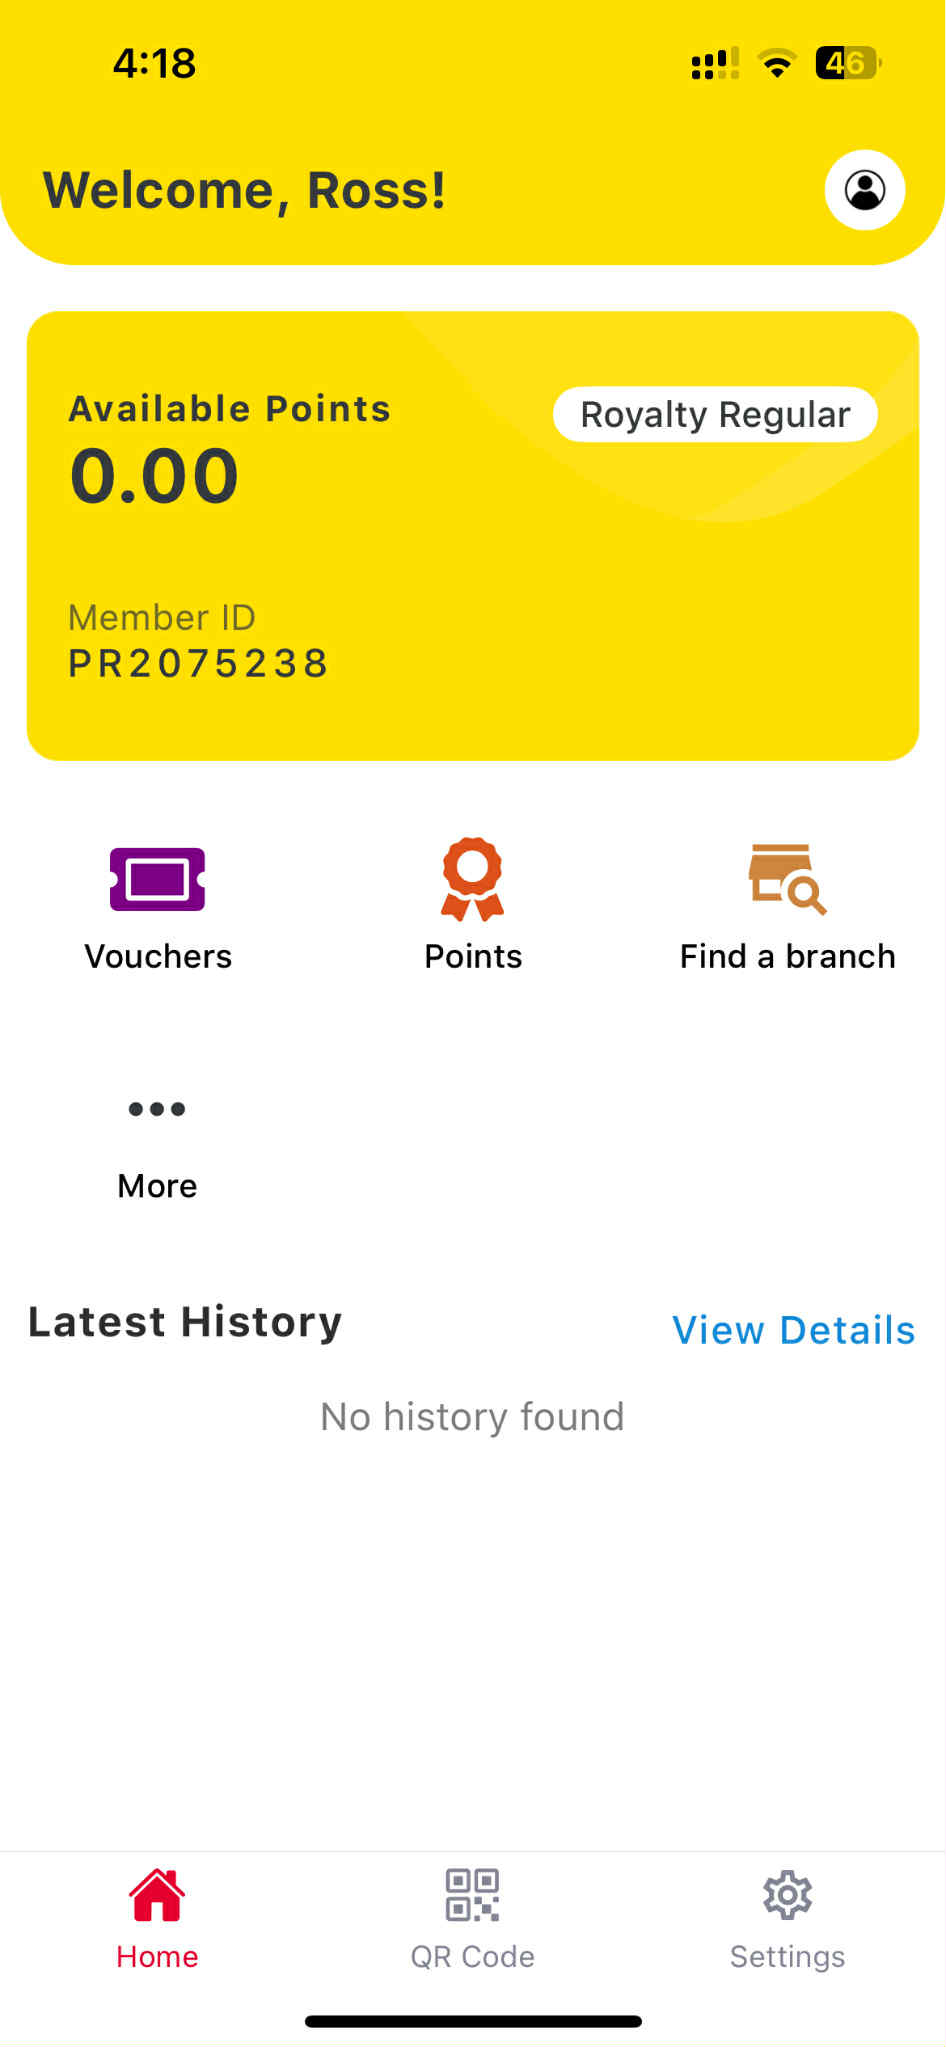 4:18
46
Welcome, Ross!
Available Points
Royalty Regular
0.00
Member ID
PR2075238
Vouchers
Points
Find a branch
More
Latest History
View Details
No history found
Home
QR Code
Settings